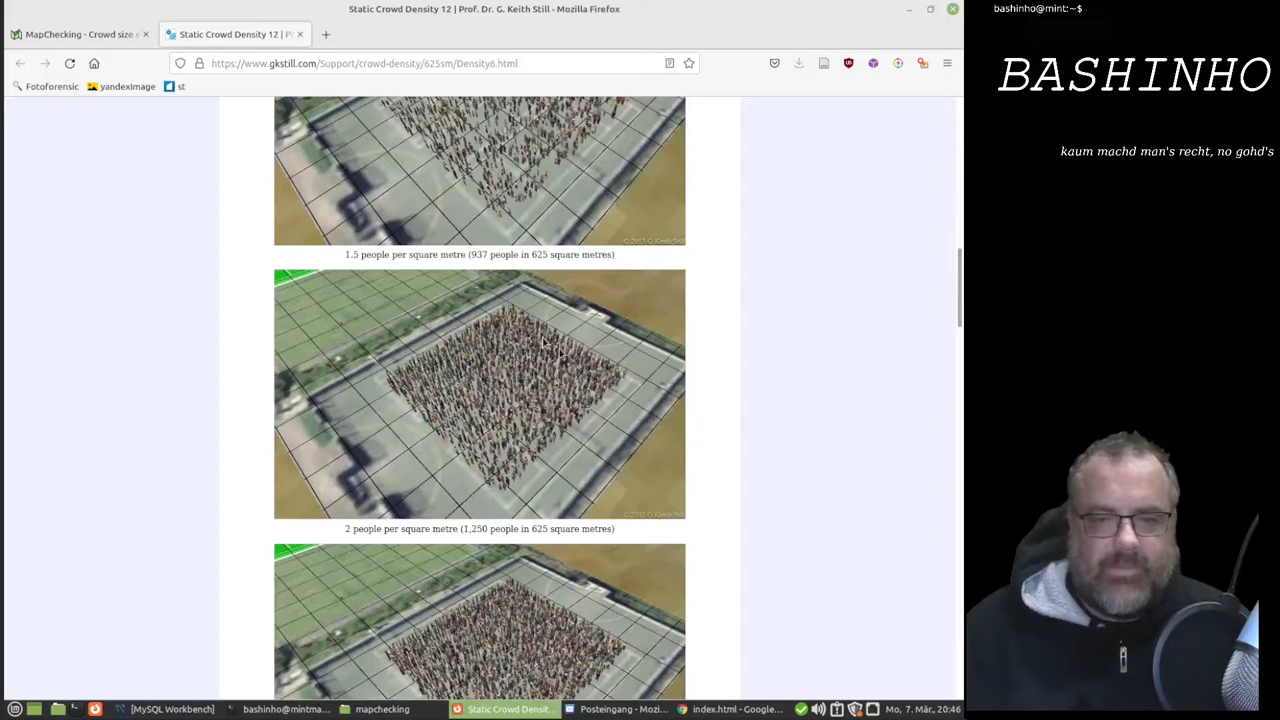 Static Crowd Density 12 | Prof. Dr. G. Keith Still - Mozilla Firefox
bashinho@mint:~$
MapChecking - Crowd size e
Static Crowd Density 12 | P
https://www.gkstill.com/Support/crowd-density/625sm/Density6.html
Fotoforensic
yandexImage
st
BASHINHO
kaum machd man's recht, no gohd's
1.5 people per square metre (937 people in 625 square metres)
2 people per square metre (1,250 people in 625 square metres)
[MySQL Workbench]
bashinho@mintma...
mapchecking
Static Crowd Densit...
Posteingang - Mozi...
index.html - Google...
Mo, 7. Mär., 20:46